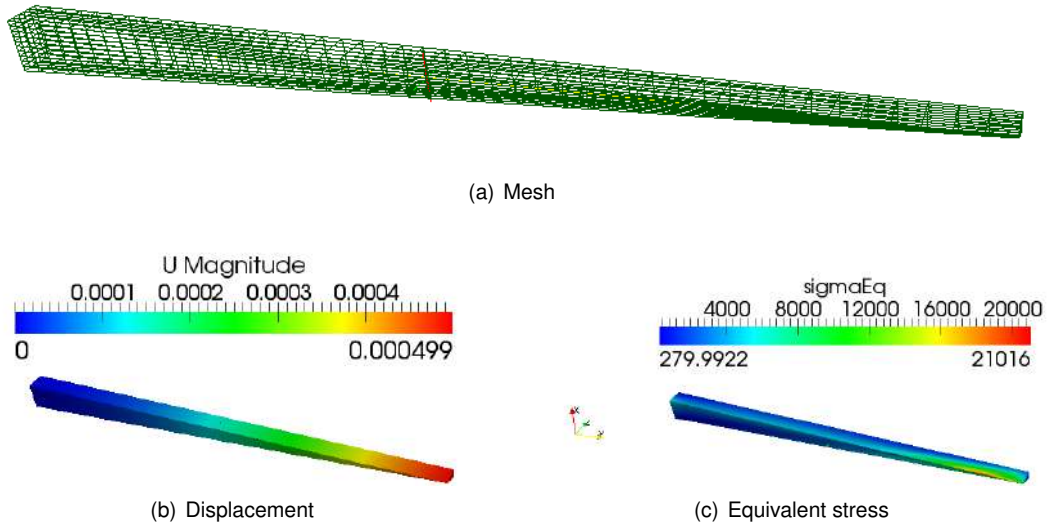 (a) Mesh
U Magnitude
0.0001 0.0002 0.0003 0.0004
0 0.000499
(b) Displacement
sigmaEq
4000 8000 12000 16000 20000
279.9922 21016
(c) Equivalent stress